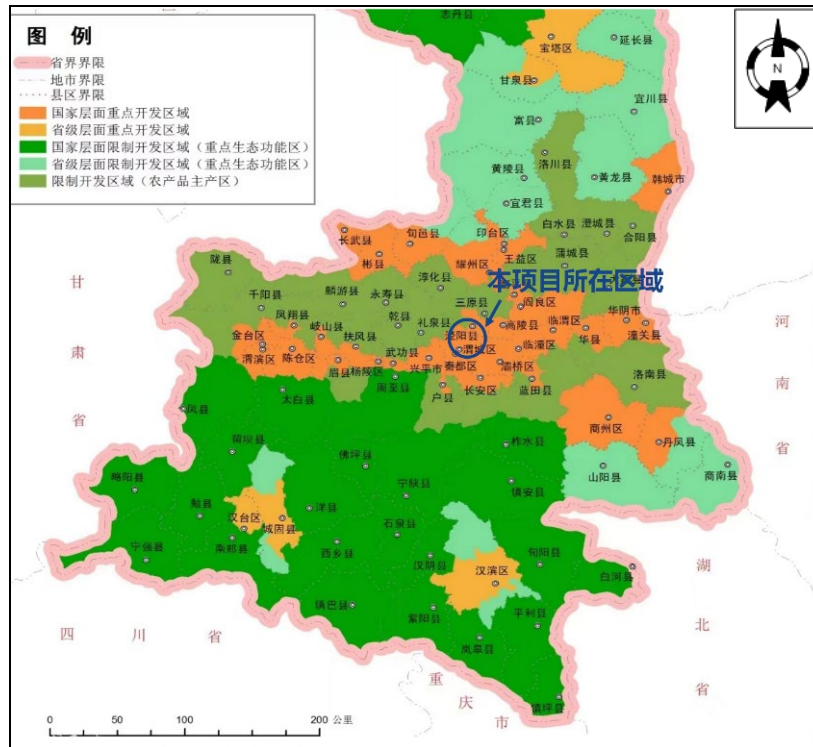 志丹县
图 例
省界界限
地市界限
县区界限
国家层面重点开发区域
省级层面重点开发区域
国家层面限制开发区域（重点生态功能区）
省级层面限制开发区域（重点生态功能区）
限制开发区域（农产品主产区）
N
宝塔区
延长县
甘泉县
宜川县
富县
洛川县
黄陵县
黄龙县
韩城市
宜君县
白水县
澄城县
合阳县
长武县
旬邑县
印台区
彬县
耀州区
王益区
蒲城县
陇县
本项目所在区域
麟游县
永寿县
淳化县
千阳县
三原县
阎良区
凤翔县
乾县
礼泉县
高陵县
临渭区
华阴市
金台区
岐山县
扶风县
泾阳县
华县
潼关县
渭滨区
陈仓区
武功县
渭城区
临潼区
眉县
杨陵区
兴平市
秦都区
灞桥区
周至县
户县
长安区
蓝田县
洛南县
太白县
凤县
商州区
丹凤县
留坝县
佛坪县
柞水县
山阳县
商南县
略阳县
宁陕县
镇安县
勉县
汉台区
城固县
洋县
石泉县
宁强县
南郑县
西乡县
汉阴县
汉滨区
旬阳县
白河县
镇巴县
紫阳县
平利县
岚皋县
镇坪县
甘
肃
省
河
南
省
湖
北
省
四 川 省
重
庆
市
0 50 100 200 公里